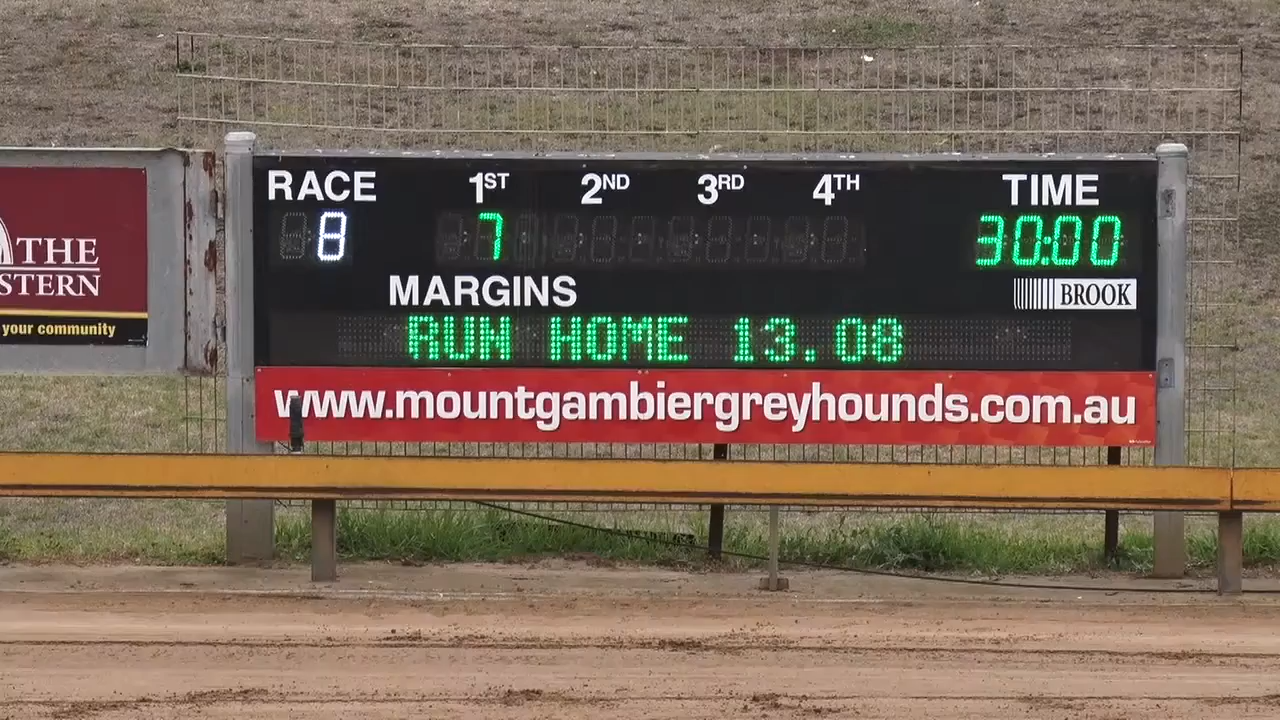 RACE 1ST 2ND 3RD 4TH TIME
8 7 30:00
MARGINS
BROOK
RUN HOME 13.08
www.mountgambiergreyhounds.com.au
THE
STERN
your community